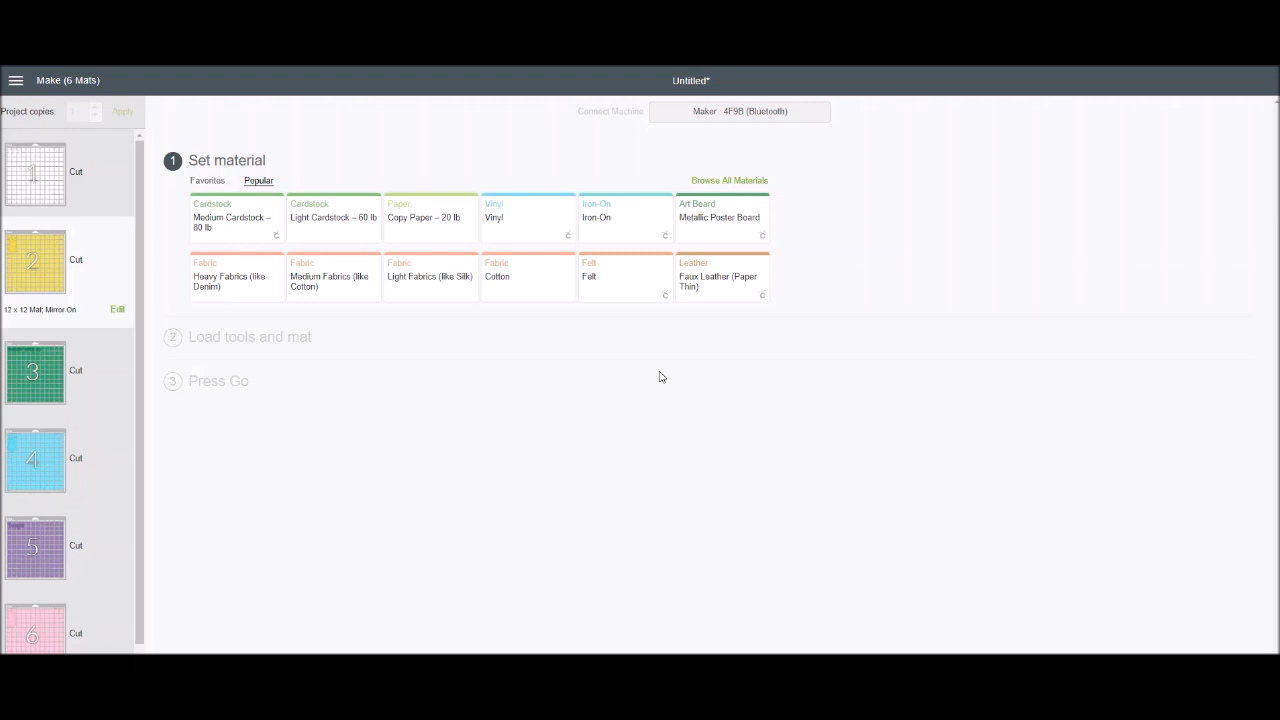 Make (6 Mats)
Untitled*
Project copies:
1
Apply
Connect Machine
Maker 4F9B (Bluetooth)
1
Cut
2
Cut
12 x 12 Mat; Mirror On
Edit
3
Cut
4
Cut
5
Cut
6
Cut
1 Set material
Favorites Popular
Browse All Materials
Cardstock
Medium Cardstock –
80 lb
Cardstock
Light Cardstock – 60 lb
Paper
Copy Paper – 20 lb
Vinyl
Vinyl
Iron-On
Iron-On
Art Board
Metallic Poster Board
Fabric
Heavy Fabrics (like
Denim)
Fabric
Medium Fabrics (like
Cotton)
Fabric
Light Fabrics (like Silk)
Fabric
Cotton
Felt
Felt
Leather
Faux Leather (Paper
Thin)
2 Load tools and mat
3 Press Go